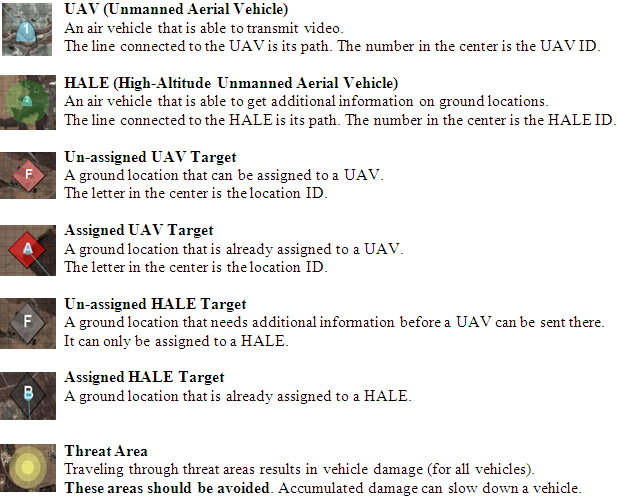 UAV (Unmanned Aerial Vehicle)
1
An air vehicle that is able to transmit video.
The line connected to the UAV is its path. The number in the center is the UAV ID.
HALE (High-Altitude Unmanned Aerial Vehicle)
An air vehicle that is able to get additional information on ground locations.
The line connected to the HALE is its path. The number in the center is the HALE ID.
Un-assigned UAV Target
F
A ground location that can be assigned to a UAV.
The letter in the center is the location ID.
Assigned UAV Target
A
A ground location that is already assigned to a UAV.
The letter in the center is the location ID.
Un-assigned HALE Target
F
A ground location that needs additional information before a UAV can be sent there.
It can only be assigned to a HALE.
Assigned HALE Target
B
A ground location that is already assigned to a HALE.
Threat Area
Traveling through threat areas results in vehicle damage (for all vehicles).
These areas should be avoided. Accumulated damage can slow down a vehicle.